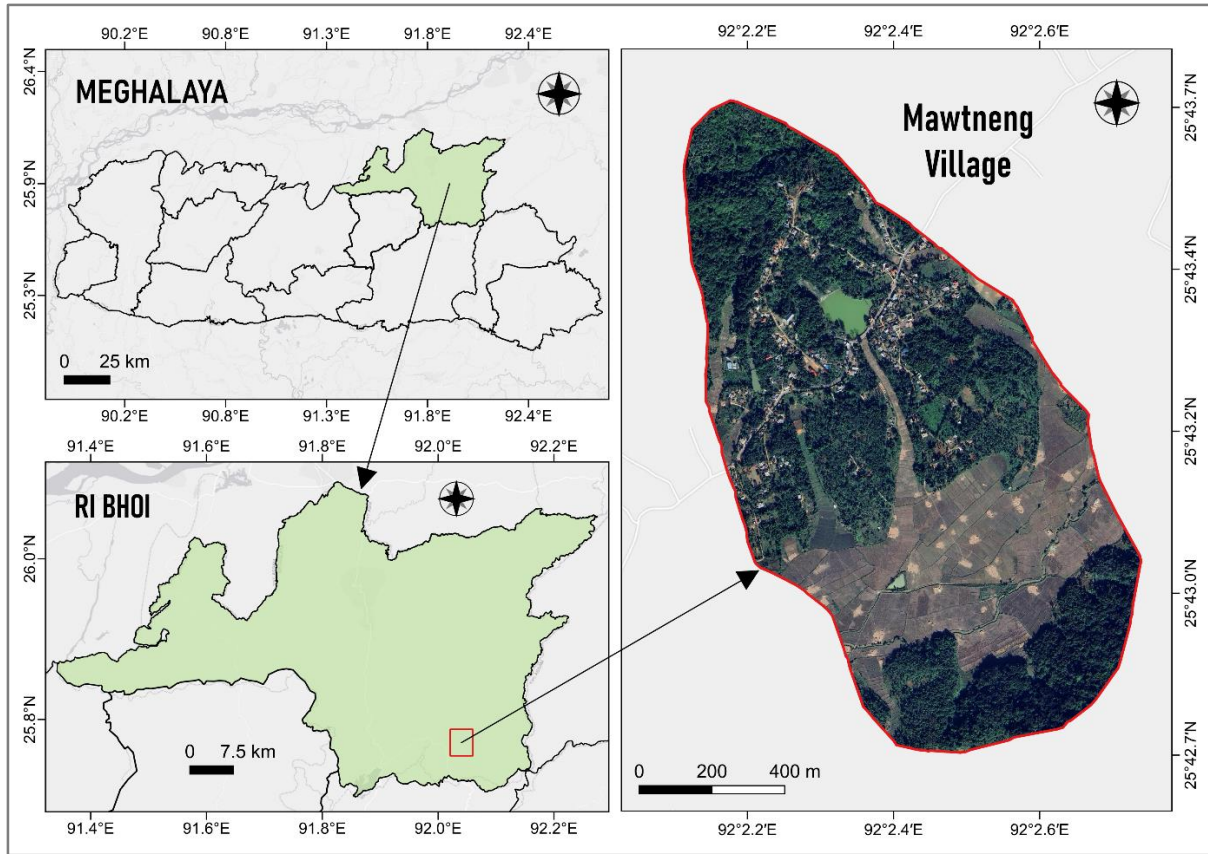 90.2°E 90.8°E 91.3°E 91.8°E 92.4°E
26.4°N
25.9°N
25.3°N
MEGHALAYA
0 25 km
90.2°E 90.8°E 91.3°E 91.8°E 92.4°E
91.4°E 91.6°E 91.8°E 92.0°E 92.2°E
26.0°N
25.8°N
RI BHOI
0 7.5 km
91.4°E 91.6°E 91.8°E 92.0°E 92.2°E
92°2.2'E 92°2.4'E 92°2.6'E
Mawtneng
Village
25°43.7'N
25°43.4'N
25°43.2'N
25°43.0'N
25°42.7'N
0 200 400 m
92°2.2'E 92°2.4'E 92°2.6'E